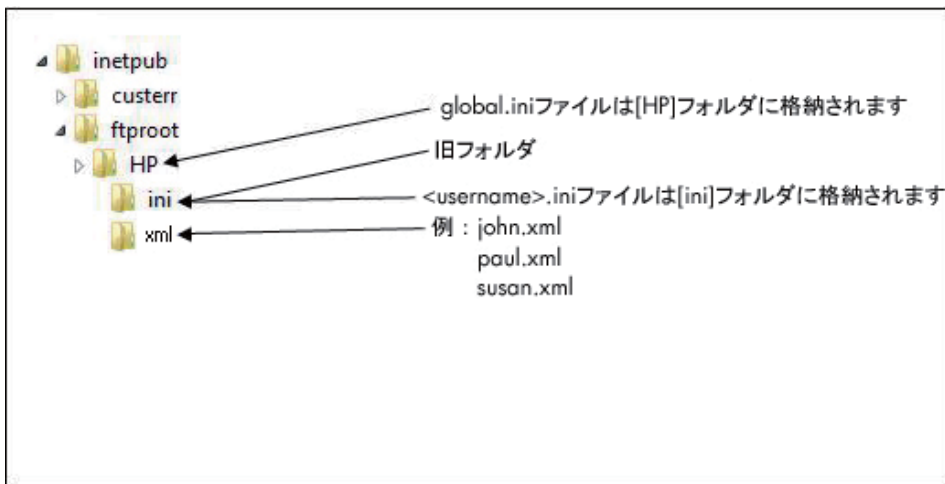 inetpub
custerr
ftproot
HP
ini
xml
global.iniファイルは[HP]フォルダに格納されます
旧フォルダ
<username>.iniファイルは[ini]フォルダに格納されます
例：john.xml
paul.xml
susan.xml